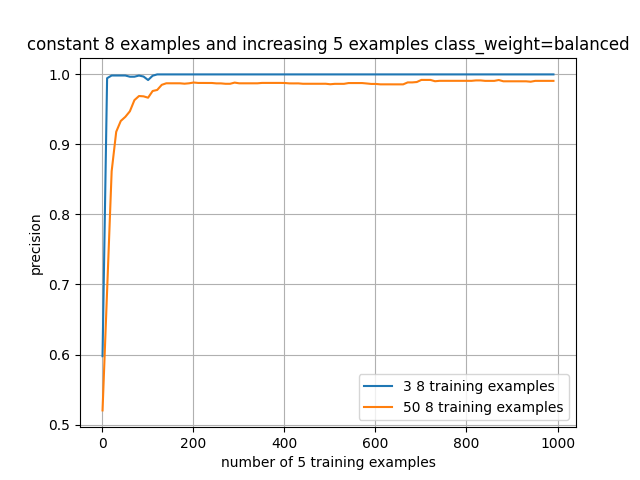 constant 8 examples and increasing 5 examples class_weight=balanced
1.0
0.9
0.8
0.7
0.6
0.5
precision
3 8 training examples
50 8 training examples
0 200 400 600 800 1000
number of 5 training examples